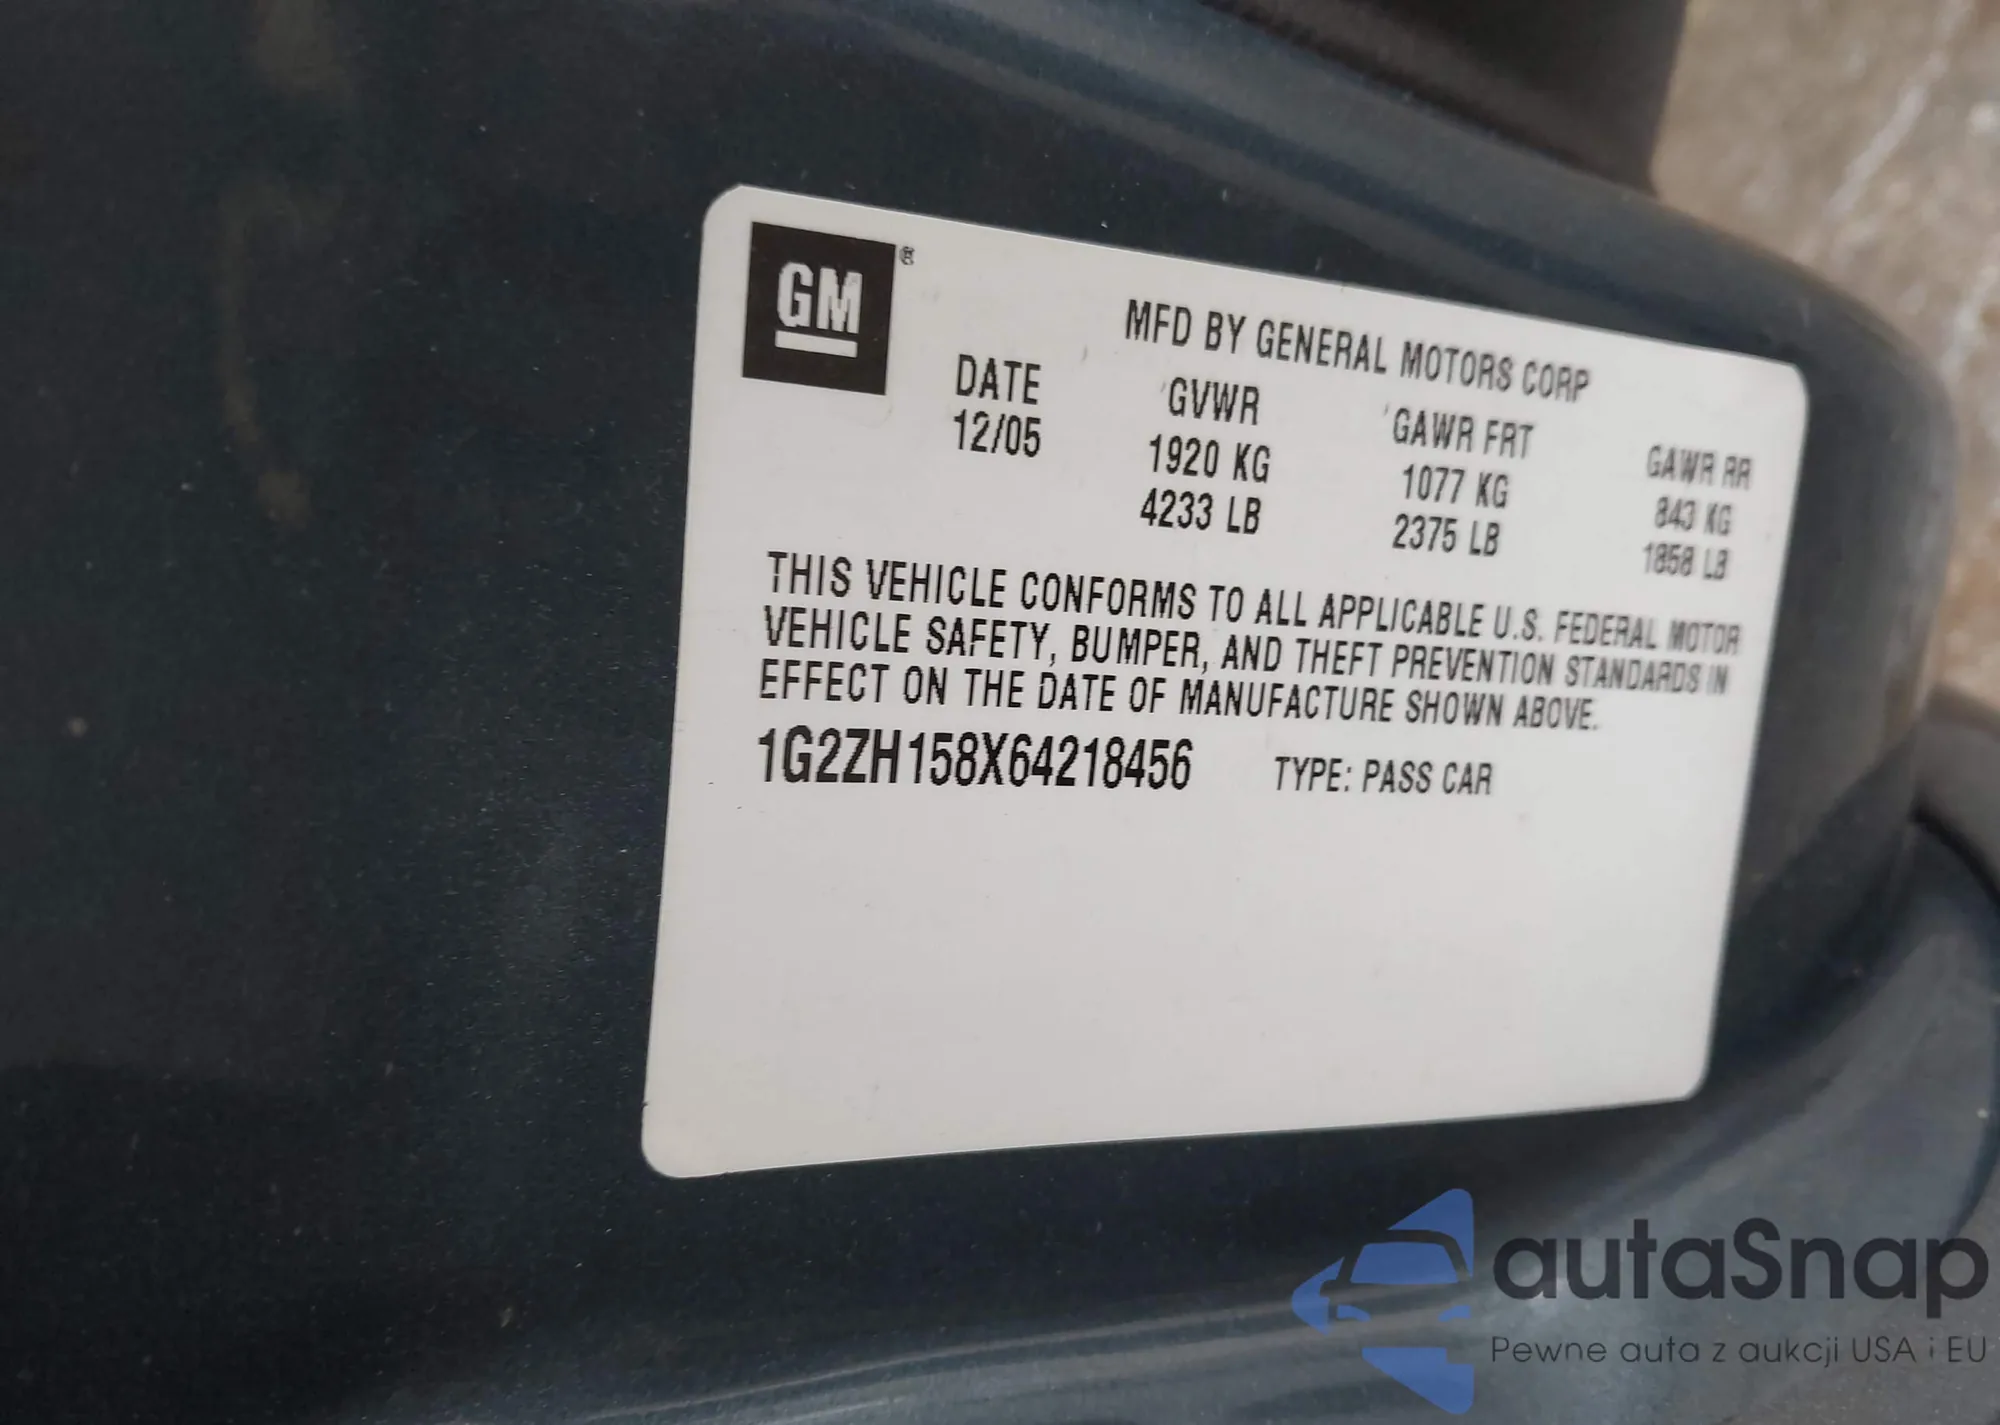 GM®
MFD BY GENERAL MOTORS CORP
DATE GVWR GAWR FRT GAWR RR
12/05 1920 KG 1077 KG 843 KG
4233 LB 2375 LB 1858 LB
THIS VEHICLE CONFORMS TO ALL APPLICABLE U.S. FEDERAL MOTOR
VEHICLE SAFETY, BUMPER, AND THEFT PREVENTION STANDARDS IN
EFFECT ON THE DATE OF MANUFACTURE SHOWN ABOVE.
1G2ZH158X64218456 TYPE: PASS CAR
autaSnap
Pewne auta z aukcji USA i EU